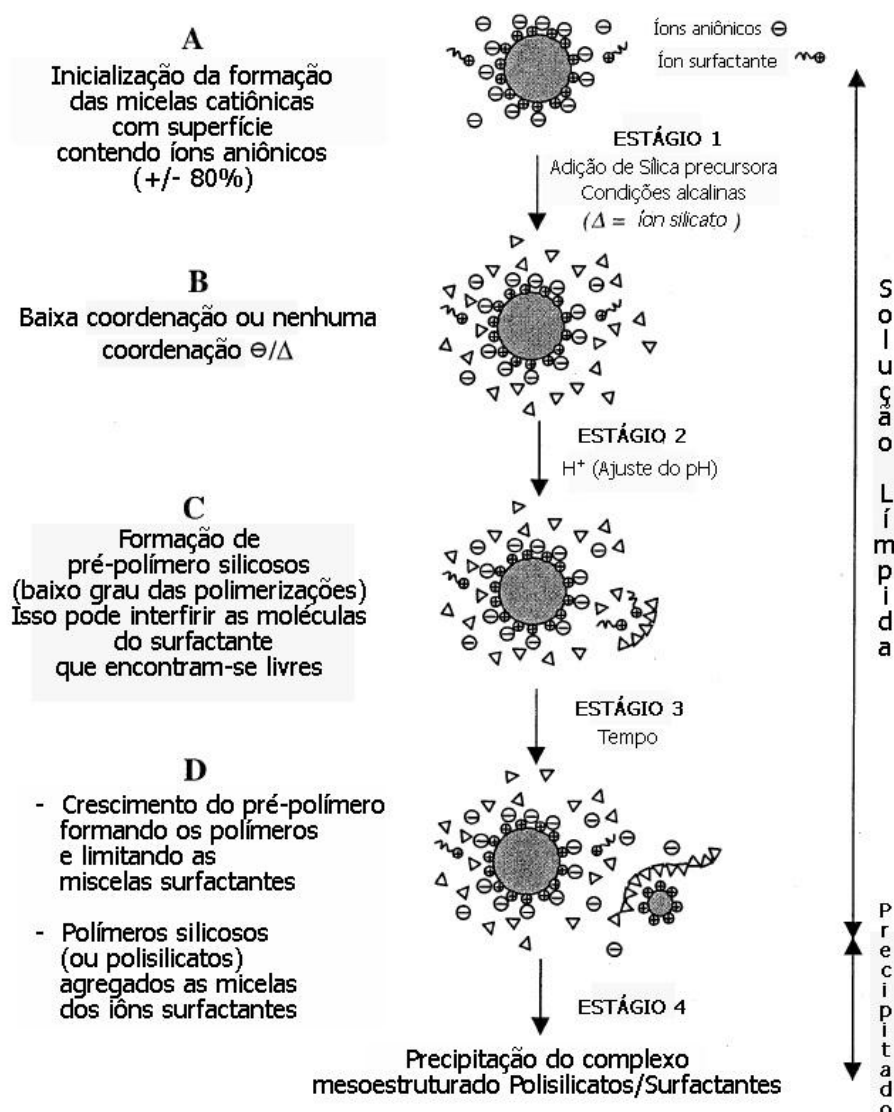 A
Inicialização da formação
das micelas catiônicas
com superfície
contendo íons aniônicos
(+/- 80%)
Íons aniônicos ⊖
Íon surfactante ⊕
ESTÁGIO 1
Adição de Sílica precursora
Condições alcalinas
(Δ = íon silicato )
B
Baixa coordenação ou nenhuma
coordenação ⊖/Δ
ESTÁGIO 2
H⁺ (Ajuste do pH)
C
Formação de
pré-polímero silicosos
(baixo grau das polimerizações)
Isso pode interfirir as moléculas
do surfactante
que encontram-se livres
ESTÁGIO 3
Tempo
D
- Crescimento do pré-polímero
formando os polímeros
e limitando as
miscelas surfactantes
- Polímeros silicosos
(ou polisilicatos)
agregados as micelas
dos iôns surfactantes
ESTÁGIO 4
Precipitação do complexo
mesoestruturado Polisilicatos/Surfactantes
Solução Límpida
Precipitado